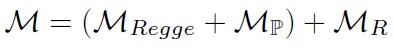 ℳ = (ℳ_{Regge} + ℳ_ℙ) + ℳ_R